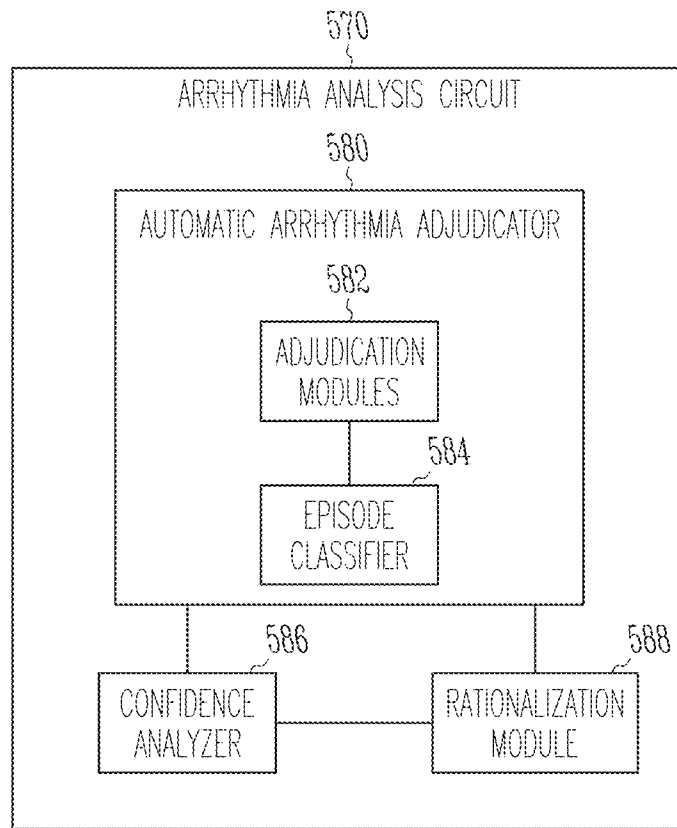 570
ARRHYTHMIA ANALYSIS CIRCUIT
580
AUTOMATIC ARRHYTHMIA ADJUDICATOR
582
ADJUDICATION
MODULES
584
EPISODE
CLASSIFIER
586
CONFIDENCE
ANALYZER
588
RATIONALIZATION
MODULE